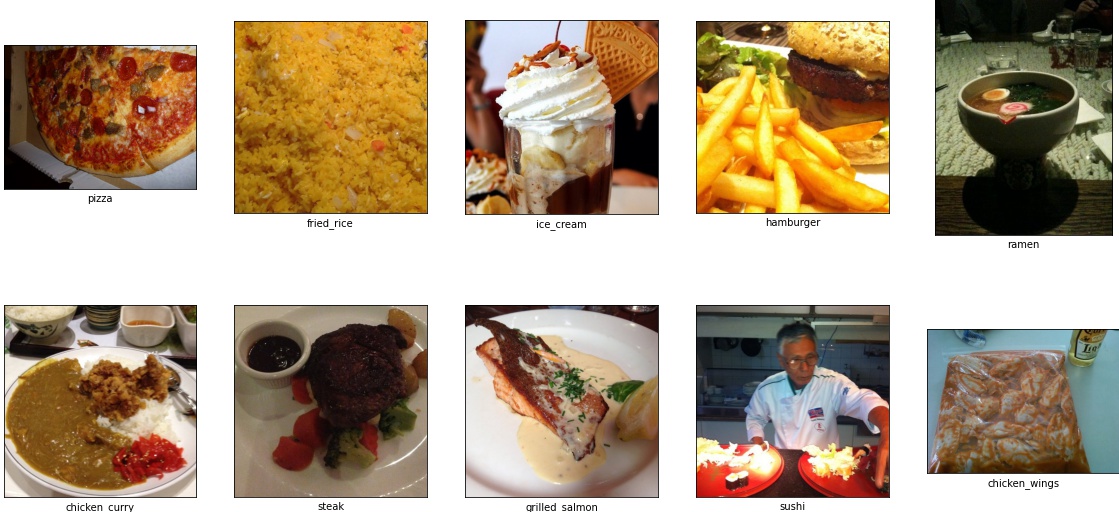 pizza
fried_rice
ice_cream
hamburger
ramen
chicken_curry
steak
grilled_salmon
sushi
chicken_wings